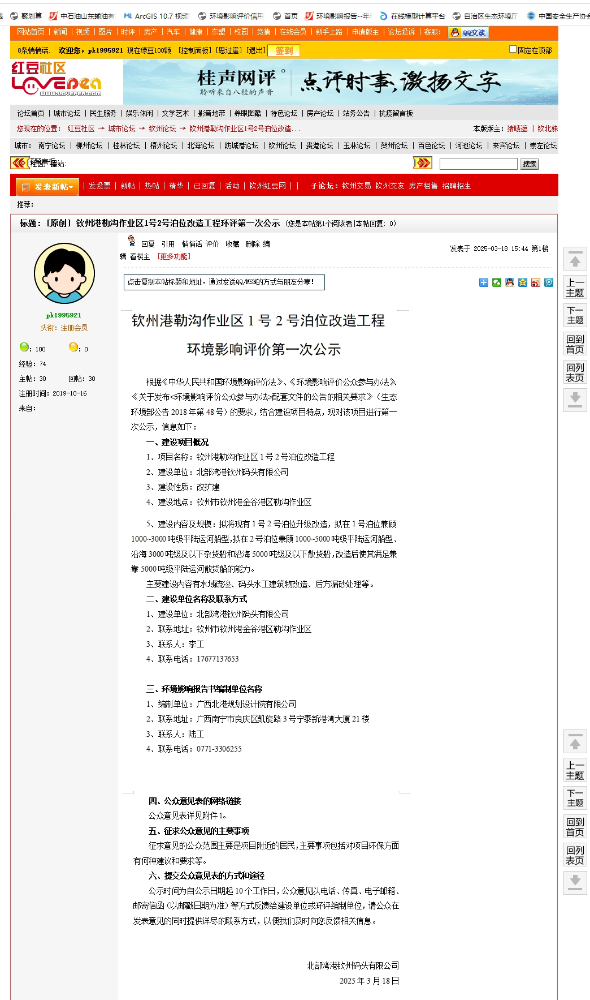 聚划算 中石油山东输油有 ArcGIS 10.7 视频 环境影响评价信用 首页 环境影响报告--年 在线模型计算平台 自治区生态环境厅 中国安全生产协会
网站首页 | 新闻 | 视频 | 图片 | 时评 | 房产 | 汽车 | 健康 | 东盟 | 校园 | 竞猜 | 在线会员 | 新手上路 | 申请版主 | 论坛投诉 | 客服： QQ交谈
8条悄悄话. 欢迎您，pk1995921 现在绿豆100颗 [控制面板] [思过崖] [退出] 签到 固定在顶部
红豆社区
LOVEPEA
WWW.LOVEPEA.COM
桂声网评
聆听来自八桂的声音
点评时事,激扬文字
论坛首页 | 城市论坛 | 民生服务 | 娱乐休闲 | 文学艺术 | 影音地带 | 养眼图酷 | 特色论坛 | 房产论坛 | 站务公告 | 抗疫留言板
您现在的位置： 红豆社区 → 城市论坛 → 钦州论坛 → 钦州港勒沟作业区1号2号泊位改造... 本版版主：猪嘜遮 | 钦北妹
城市： 南宁论坛 | 柳州论坛 | 桂林论坛 | 梧州论坛 | 北海论坛 | 防城港论坛 | 钦州论坛 | 贵港论坛 | 玉林论坛 | 贺州论坛 | 百色论坛 | 河池论坛 | 来宾论坛 | 崇左论坛
搜索
发表新帖 | 发投票 | 新帖 | 热帖 | 精华 | 已回复 | 活动 | 钦州红豆网 | | 子论坛：钦州交易 钦州交友 房产租售 招聘招生
推荐：
标题：[原创] 钦州港勒沟作业区1号2号泊位改造工程环评第一次公示 (您是本帖第1个阅读者|本帖回复：0)
回复 引用 悄悄话 评价 收藏 删除 编
辑 看楼主 [更多功能]
发表于 2025-03-18 15:44 第1楼
点击复制本帖标题和地址，通过发送QQ/MSN的方式与朋友分享！
pk1995921
头衔：注册会员
：100 ：0
经验：74
主帖：30 回帖：30
注册时间：2019-10-16
来自：
钦州港勒沟作业区 1 号 2 号泊位改造工程
环境影响评价第一次公示
根据《中华人民共和国环境影响评价法》、《环境影响评价公众参与办法》、
《关于发布<环境影响评价公众参与办法>配套文件的公告的相关要求》（生态
环境部公告 2018 年第 48 号）的要求，结合建设项目特点，现对该项目进行第一
次公示，信息如下：
一、建设项目概况
1、项目名称：钦州港勒沟作业区 1 号 2 号泊位改造工程
2、建设单位：北部湾港钦州码头有限公司
3、建设性质：改扩建
4、建设地点：钦州市钦州港金谷港区勒沟作业区
5、建设内容及规模：拟将现有 1 号 2 号泊位升级改造，拟在 1 号泊位兼顾
1000~3000 吨级平陆运河船型，拟在 2 号泊位兼顾 1000~5000 吨级平陆运河船型、
沿海 3000 吨级及以下杂货船和沿海 5000 吨级及以下散货船，改造后使其满足兼
靠 5000 吨级平陆运河散货船的能力。
主要建设内容有水域疏浚、码头水工建筑物改造、后方漏砂处理等。
二、建设单位名称及联系方式
1、建设单位：北部湾港钦州码头有限公司
2、联系地址：钦州市钦州港金谷港区勒沟作业区
3、联系人：李工
4、联系电话：17677137653
三、环境影响报告书编制单位名称
1、编制单位：广西北港规划设计院有限公司
2、联系地址：广西南宁市良庆区凯旋路 3 号宁泰新港湾大厦 21 楼
3、联系人：陆工
4、联系电话：0771-3306255
四、公众意见表的网络链接
公众意见表详见附件 1。
五、征求公众意见的主要事项
征求意见的公众范围主要是项目附近的居民，主要事项包括对项目环保方面
有何种建议和要求等。
六、提交公众意见表的方式和途径
公示时间为自公示日期起 10 个工作日，公众意见以电话、传真、电子邮箱、
邮寄信函（以邮戳日期为准）等方式反馈给建设单位或环评编制单位，请公众在
发表意见的同时提供详尽的联系方式，以便我们及时向您反馈相关信息。
北部湾港钦州码头有限公司
2025 年 3 月 18 日
上一
主题
下一
主题
回到
首页
回列
表页
上一
主题
下一
主题
回到
首页
回列
表页